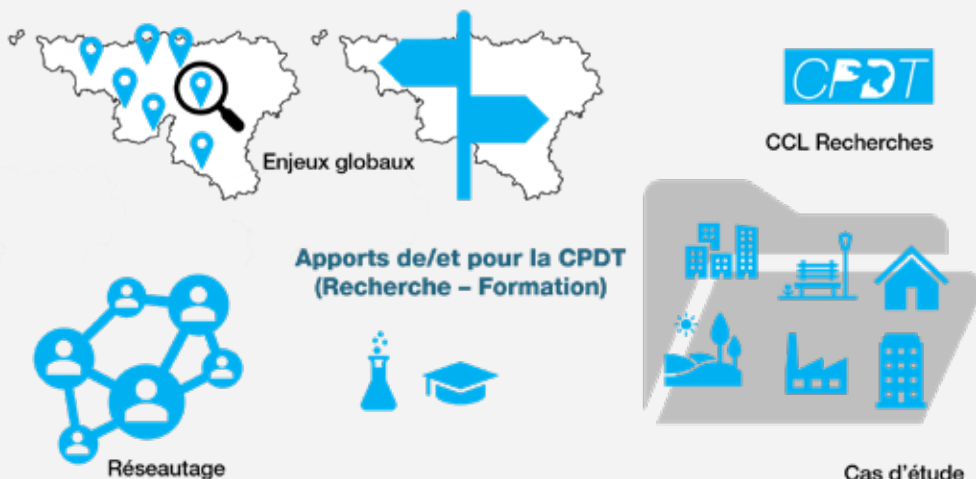 CPDT
CCL Recherches
Enjeux globaux
Apports de/et pour la CPDT
(Recherche – Formation)
Réseautage
Cas d'étude